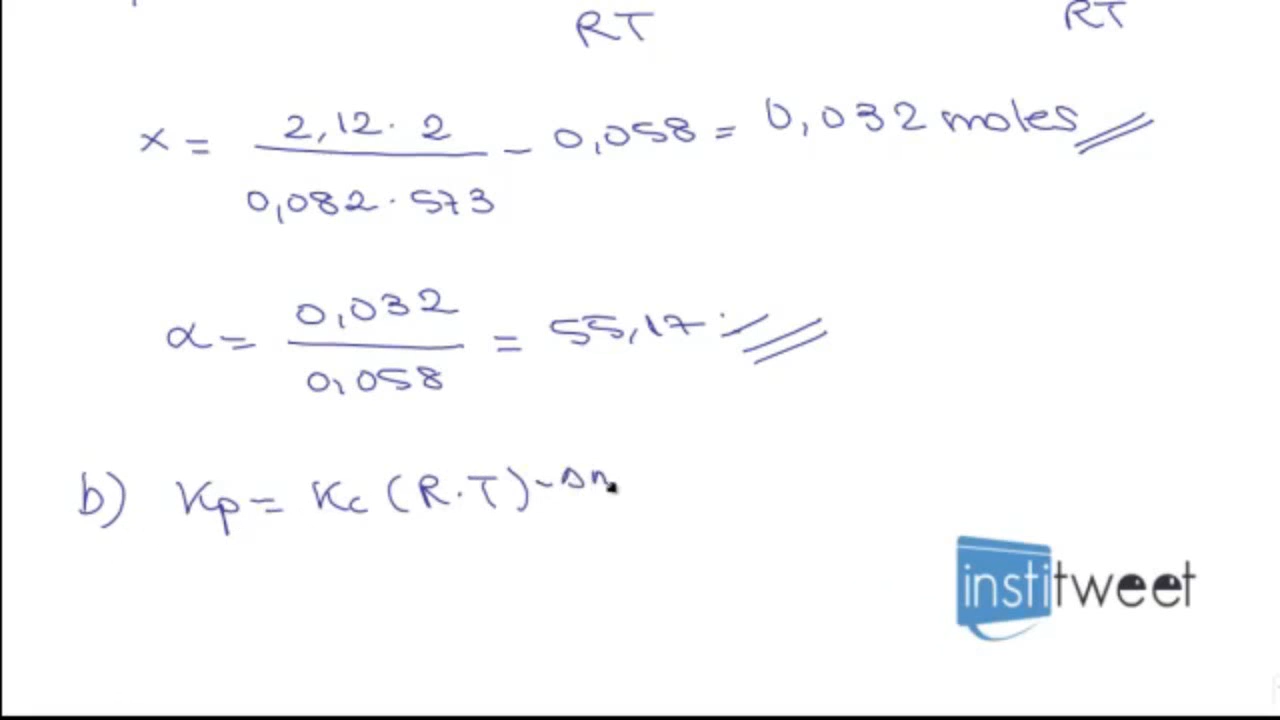 RT RT
x = 2,12 · 2 / 0,082 · 573 - 0,058 = 0,032 moles
α = 0,032 / 0,058 = 55,17 %
b) Kp = Kc (R.T)-Δn
institweet